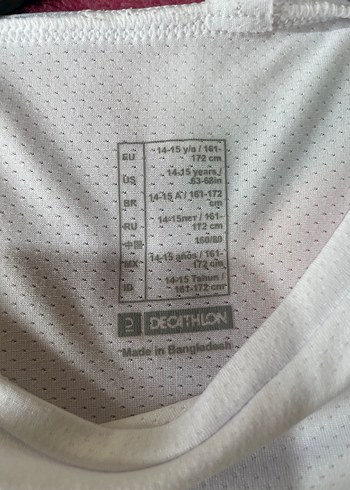 EU 14-15 y/a / 161-
172 cm
US 14-15 years /
63-68in
BR 14-15 A / 161-172
cm
RU 14-15лет / 161-
172 cm
中国 160/80
MX 14-15 años / 161-
172 cm
ID 14-15 Tahun /
161-172 cm
DECATHLON
Made in Bangladesh